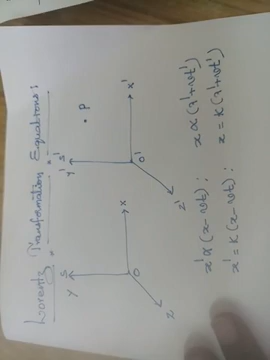 Lorentz Transformation Equations:
Y S Y' S'
. P
O X O' X'
Z Z'
x' ∝ (x-vt) ; x ∝ (x'+vt')
x' = K(x-vt) ; x = K(x'+vt')